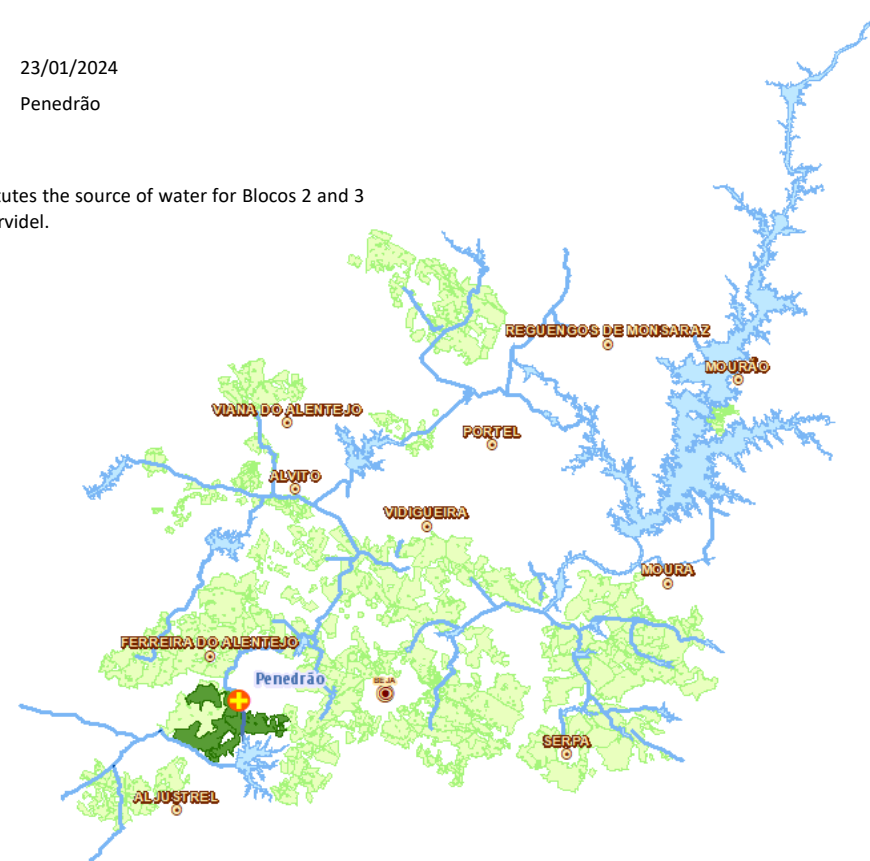 23/01/2024
Penedrão
utes the source of water for Blocos 2 and 3
rvidel.
REGUENGOS DE MONSARAZ
MOURÃO
VIANA DO ALENTEJO
PORTEL
ALVITO
VIDIGUEIRA
MOURA
FERREIRA DO ALENTEJO
Penedrão
BEJA
SERPA
ALJUSTREL